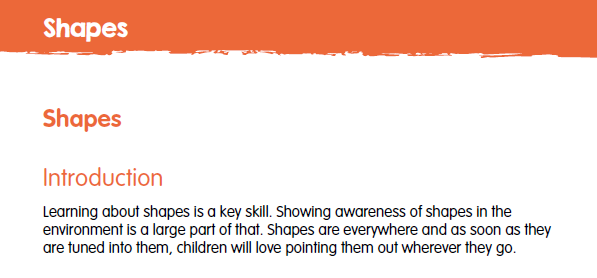 Shapes
Shapes
Introduction
Learning about shapes is a key skill. Showing awareness of shapes in the
environment is a large part of that. Shapes are everywhere and as soon as they
are tuned into them, children will love pointing them out wherever they go.